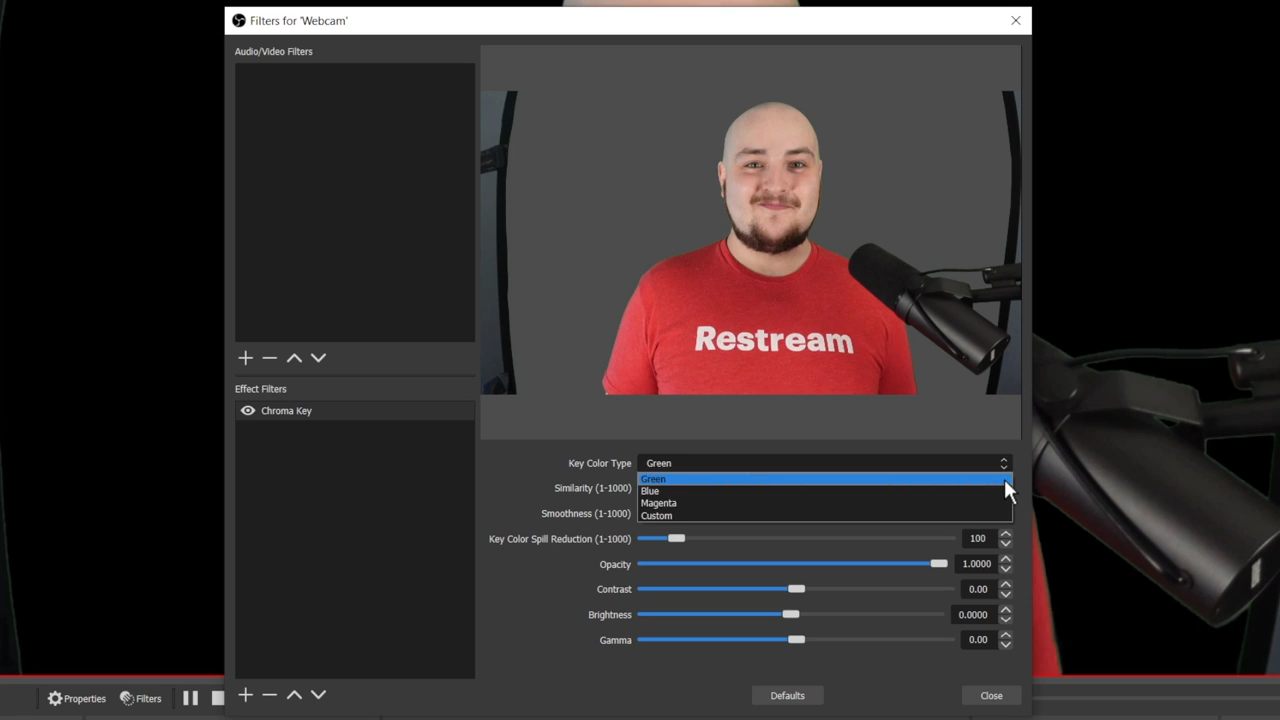 Filters for 'Webcam'
Audio/Video Filters
Effect Filters
Chroma Key
Restream
Key Color Type Green
Green
Blue
Magenta
Custom
Similarity (1-1000)
Smoothness (1-1000)
Key Color Spill Reduction (1-1000) 100
Opacity 1.0000
Contrast 0.00
Brightness 0.0000
Gamma 0.00
Defaults Close
Properties Filters